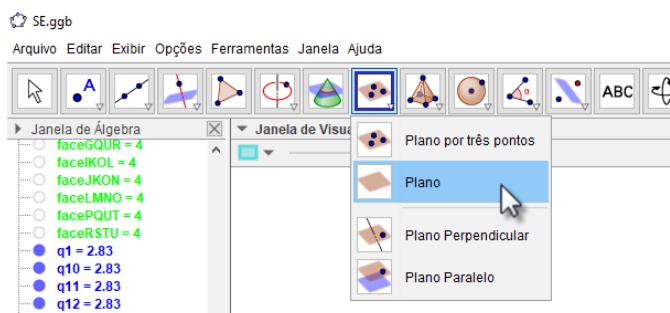 SE.ggb
Arquivo Editar Exibir Opções Ferramentas Janela Ajuda
A
α
ABC
Janela de Álgebra
Janela de Visua
faceGQUR = 4
faceIKOL = 4
faceJKON = 4
faceLMNO = 4
facePQUT = 4
faceRSTU = 4
q1 = 2.83
q10 = 2.83
q11 = 2.83
q12 = 2.83
Plano por três pontos
Plano
Plano Perpendicular
Plano Paralelo